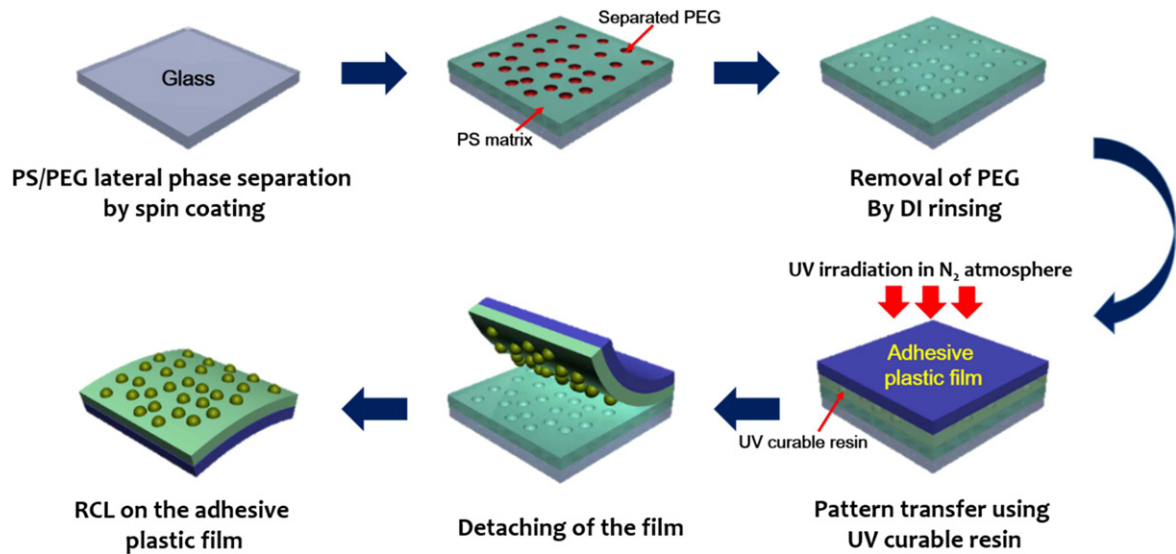 Glass
PS/PEG lateral phase separation
by spin coating
Separated PEG
PS matrix
Removal of PEG
By DI rinsing
UV irradiation in N₂ atmosphere
Adhesive
plastic film
UV curable resin
Pattern transfer using
UV curable resin
Detaching of the film
RCL on the adhesive
plastic film